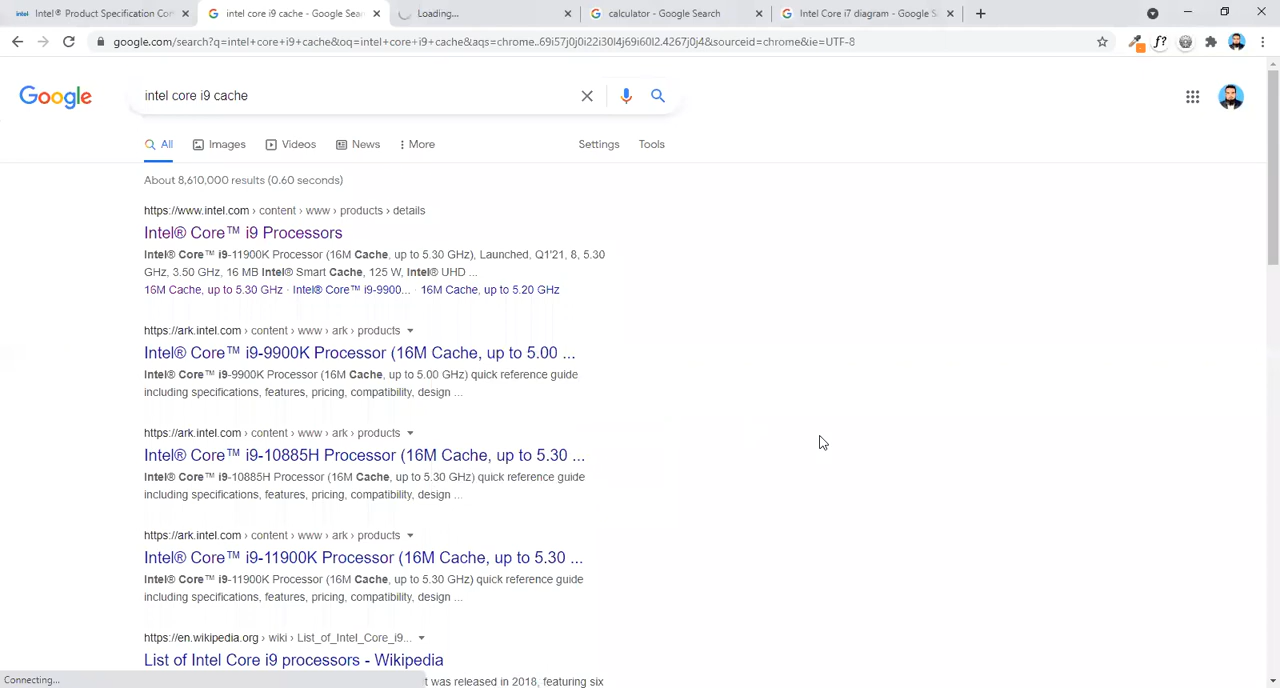 intel Intel® Product Specification Com
intel core i9 cache - Google Sear
Loading...
calculator - Google Search
Intel Core i7 diagram - Google S
google.com/search?q=intel+core+i9+cache&oq=intel+core+i9+cache&aqs=chrome..69i57j0j0i22i30l4j69i60l2.4267j0j4&sourceid=chrome&ie=UTF-8
f?
Google
intel core i9 cache
All
Images
Videos
News
More
Settings
Tools
About 8,610,000 results (0.60 seconds)
https://www.intel.com › content › www › products › details
Intel® Core™ i9 Processors
Intel® Core™ i9-11900K Processor (16M Cache, up to 5.30 GHz), Launched, Q1'21, 8, 5.30
GHz, 3.50 GHz, 16 MB Intel® Smart Cache, 125 W, Intel® UHD ...
16M Cache, up to 5.30 GHz · Intel® Core™ i9-9900... · 16M Cache, up to 5.20 GHz
https://ark.intel.com › content › www › ark › products
Intel® Core™ i9-9900K Processor (16M Cache, up to 5.00 ...
Intel® Core™ i9-9900K Processor (16M Cache, up to 5.00 GHz) quick reference guide
including specifications, features, pricing, compatibility, design ...
https://ark.intel.com › content › www › ark › products
Intel® Core™ i9-10885H Processor (16M Cache, up to 5.30 ...
Intel® Core™ i9-10885H Processor (16M Cache, up to 5.30 GHz) quick reference guide
including specifications, features, pricing, compatibility, design ...
https://ark.intel.com › content › www › ark › products
Intel® Core™ i9-11900K Processor (16M Cache, up to 5.30 ...
Intel® Core™ i9-11900K Processor (16M Cache, up to 5.30 GHz) quick reference guide
including specifications, features, pricing, compatibility, design ...
https://en.wikipedia.org › wiki › List_of_Intel_Core_i9...
List of Intel Core i9 processors - Wikipedia
Connecting...
t was released in 2018, featuring six